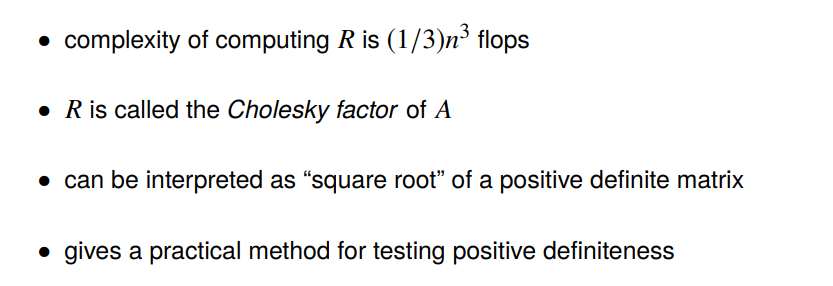 • complexity of computing R is (1/3)n³ flops
• R is called the Cholesky factor of A
• can be interpreted as “square root” of a positive definite matrix
• gives a practical method for testing positive definiteness